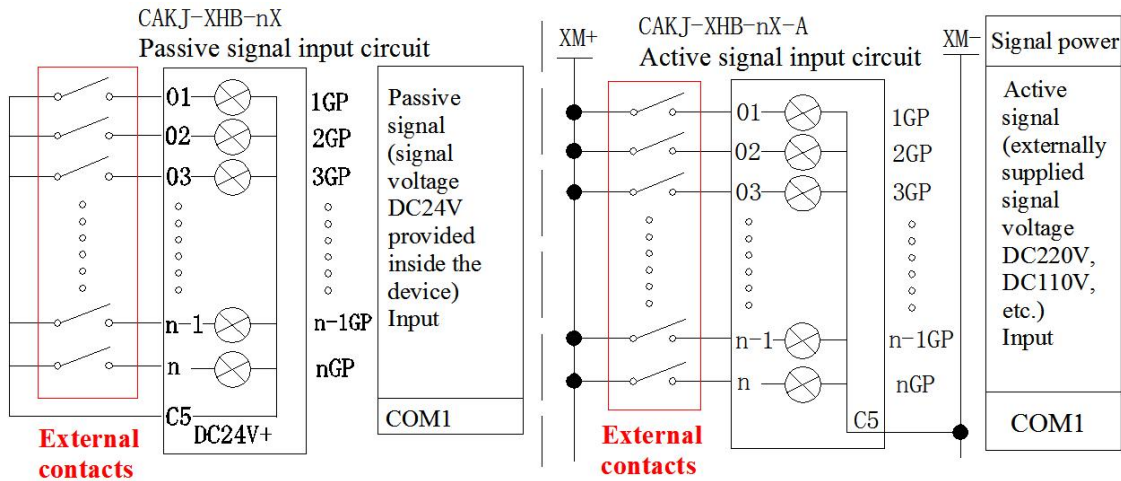 CAKJ-XHB-nX
Passive signal input circuit
01
1GP
02
2GP
03
3GP
n-1
n-1GP
n
nGP
C5
DC24V+
External
contacts
Passive
signal
(signal
voltage
DC24V
provided
inside the
device)
Input
COM1
XM+
CAKJ-XHB-nX-A
Active signal input circuit
XM-
01
1GP
02
2GP
03
3GP
n-1
n-1GP
n
nGP
C5
External
contacts
Signal power
Active
signal
(externally
supplied
signal
voltage
DC220V,
DC110V,
etc.)
Input
COM1